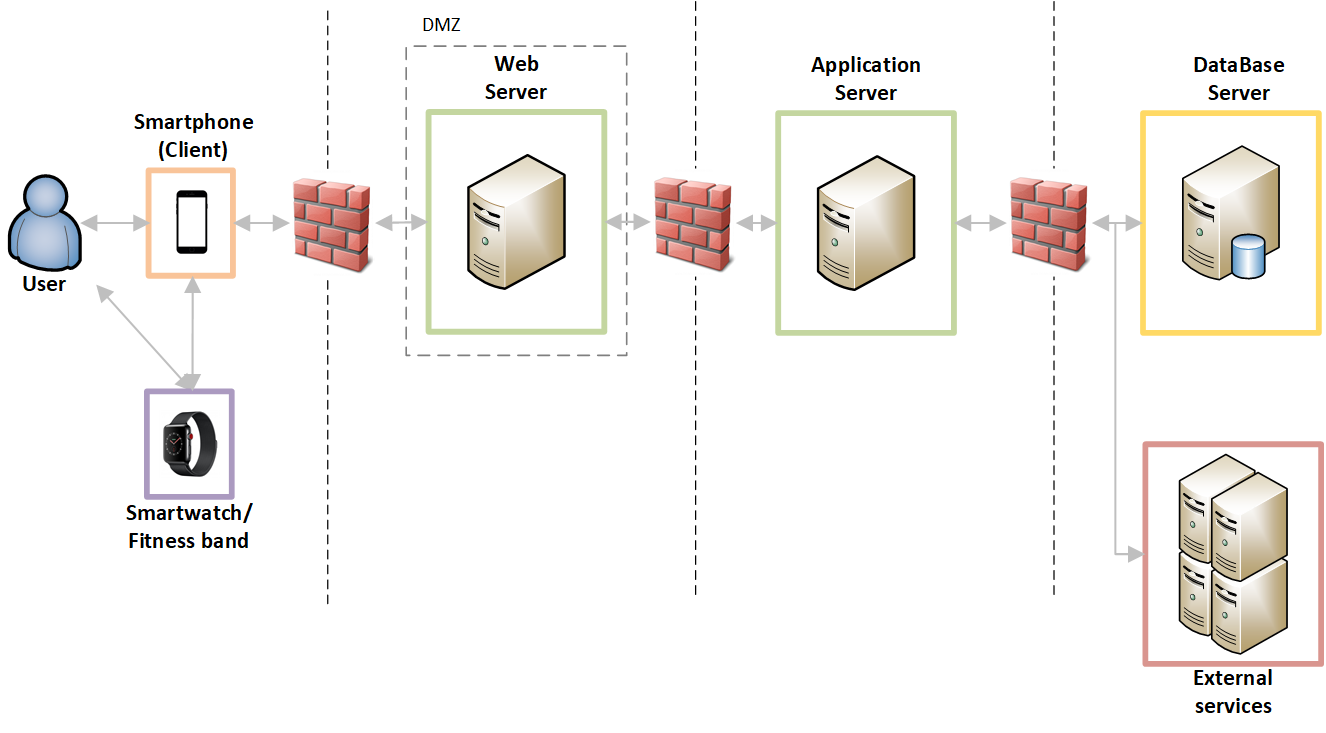 DMZ
Web
Server
Application
Server
DataBase
Server
Smartphone
(Client)
User
Smartwatch/
Fitness band
External
services